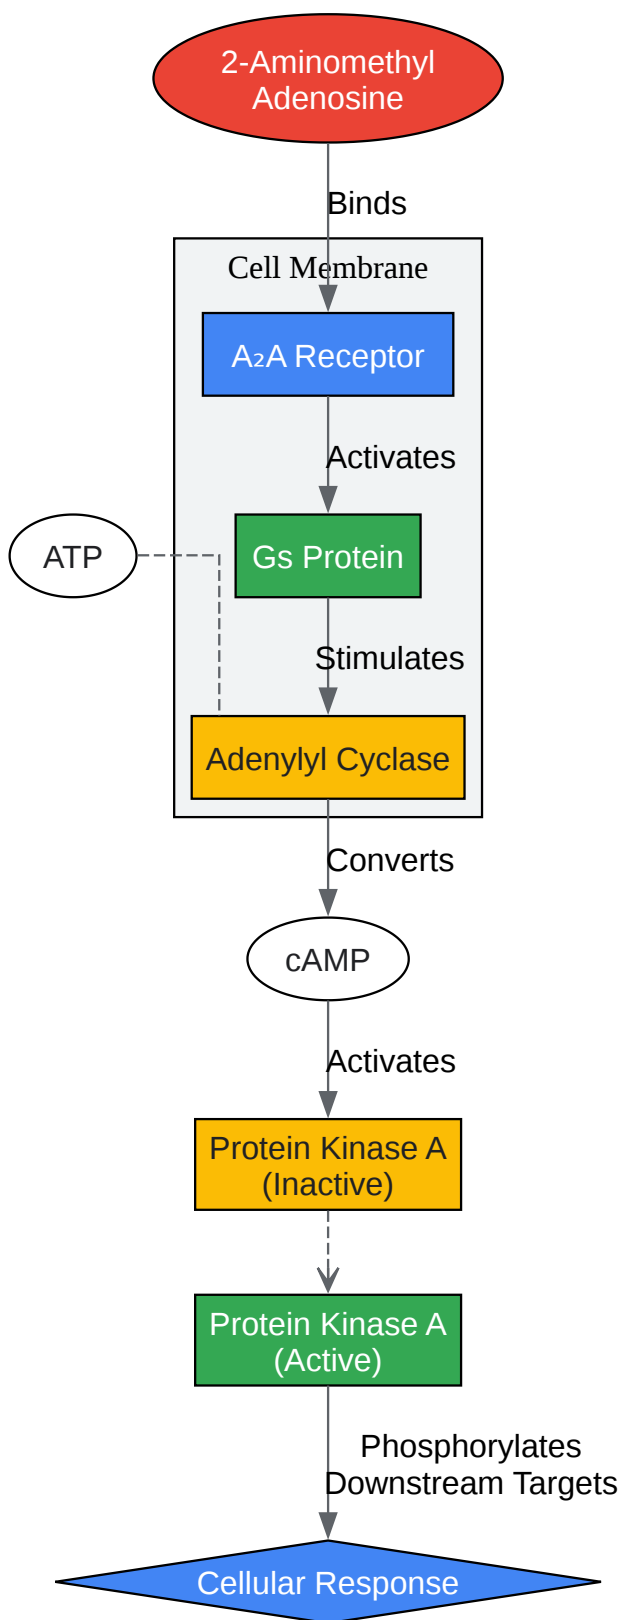 2-Aminomethyl
Adenosine
Binds
Cell Membrane
A₂A Receptor
Activates
ATP
Gs Protein
Stimulates
Adenylyl Cyclase
Converts
cAMP
Activates
Protein Kinase A
(Inactive)
Protein Kinase A
(Active)
Phosphorylates
Downstream Targets
Cellular Response